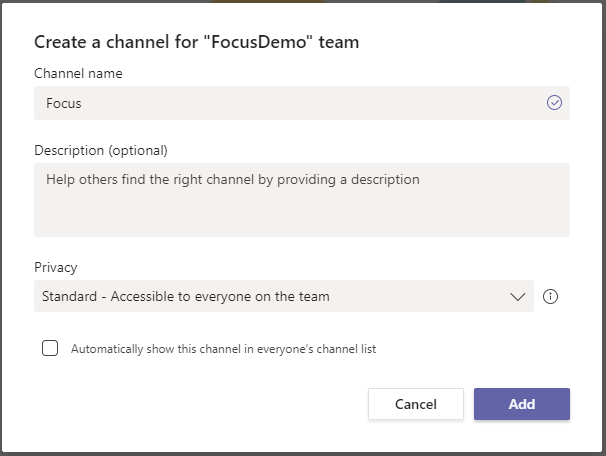 Create a channel for "FocusDemo" team
Channel name
Focus
Description (optional)
Help others find the right channel by providing a description
Privacy
Standard - Accessible to everyone on the team
Automatically show this channel in everyone's channel list
Cancel
Add